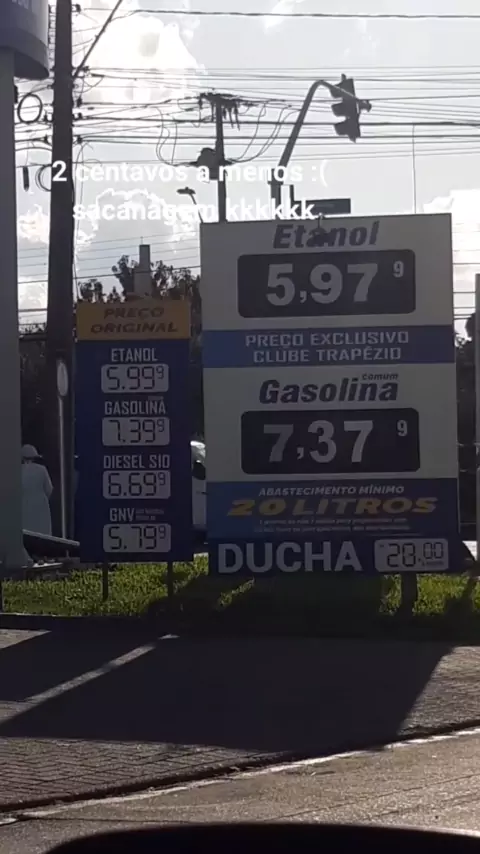 2 centavos a menos :(
sacanagem kkkkkk
Etanol
5,97 9
PREÇO EXCLUSIVO
CLUBE TRAPÉZIO
Gasolina comum
7,37 9
ABASTECIMENTO MÍNIMO
20 LITROS
DUCHA 28,00
PREÇO
ORIGINAL
ETANOL
5.99 9
GASOLINA
7.39 9
DIESEL S10
6.69 9
GNV
5.79 9